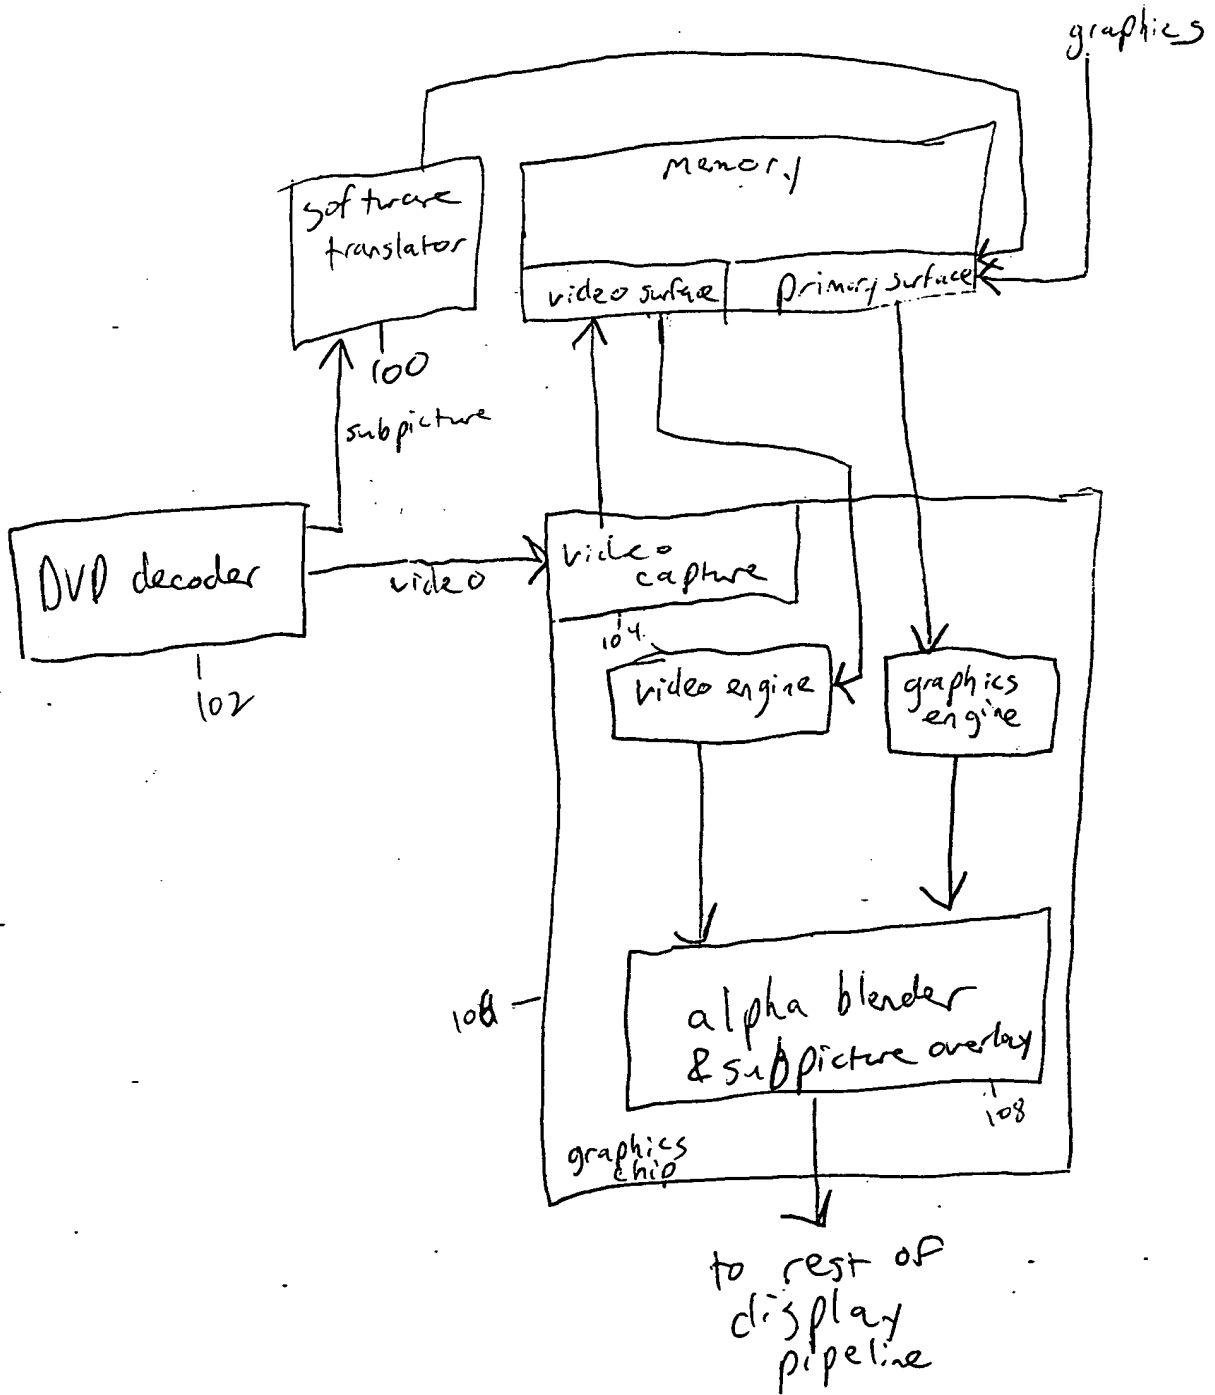 graphics
memory
software
translator
video surface
primary surface
100
subpicture
DVD decoder
video
102
video
capture
104
video engine
graphics
engine
alpha blender
& subpicture overlay
108
graphics
chip
to rest of
display
pipeline